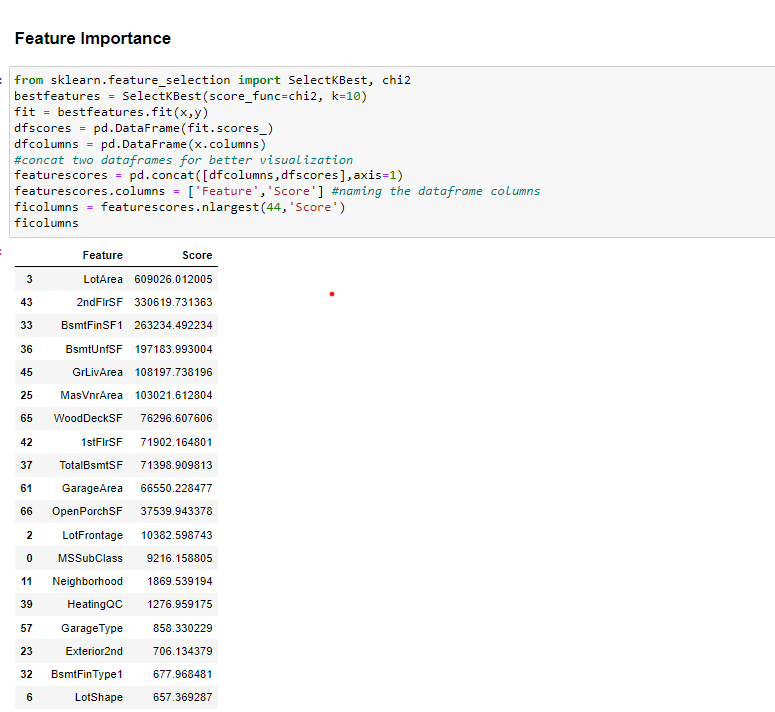 Feature Importance
from sklearn.feature_selection import SelectKBest, chi2
bestfeatures = SelectKBest(score_func=chi2, k=10)
fit = bestfeatures.fit(x,y)
dfscores = pd.DataFrame(fit.scores_)
dfcolumns = pd.DataFrame(x.columns)
#concat two dataframes for better visualization
featurescores = pd.concat([dfcolumns,dfscores],axis=1)
featurescores.columns = ['Feature','Score'] #naming the dataframe columns
ficolumns = featurescores.nlargest(44,'Score')
ficolumns
Feature Score
3 LotArea 609026.012005
43 2ndFlrSF 330619.731363
33 BsmtFinSF1 263234.492234
36 BsmtUnfSF 197183.993004
45 GrLivArea 108197.738196
25 MasVnrArea 103021.612804
65 WoodDeckSF 76296.607606
42 1stFlrSF 71902.164801
37 TotalBsmtSF 71398.909813
61 GarageArea 66550.228477
66 OpenPorchSF 37539.943378
2 LotFrontage 10382.598743
0 MSSubClass 9216.158805
11 Neighborhood 1869.539194
39 HeatingQC 1276.959175
57 GarageType 858.330229
23 Exterior2nd 706.134379
32 BsmtFinType1 677.968481
6 LotShape 657.369287